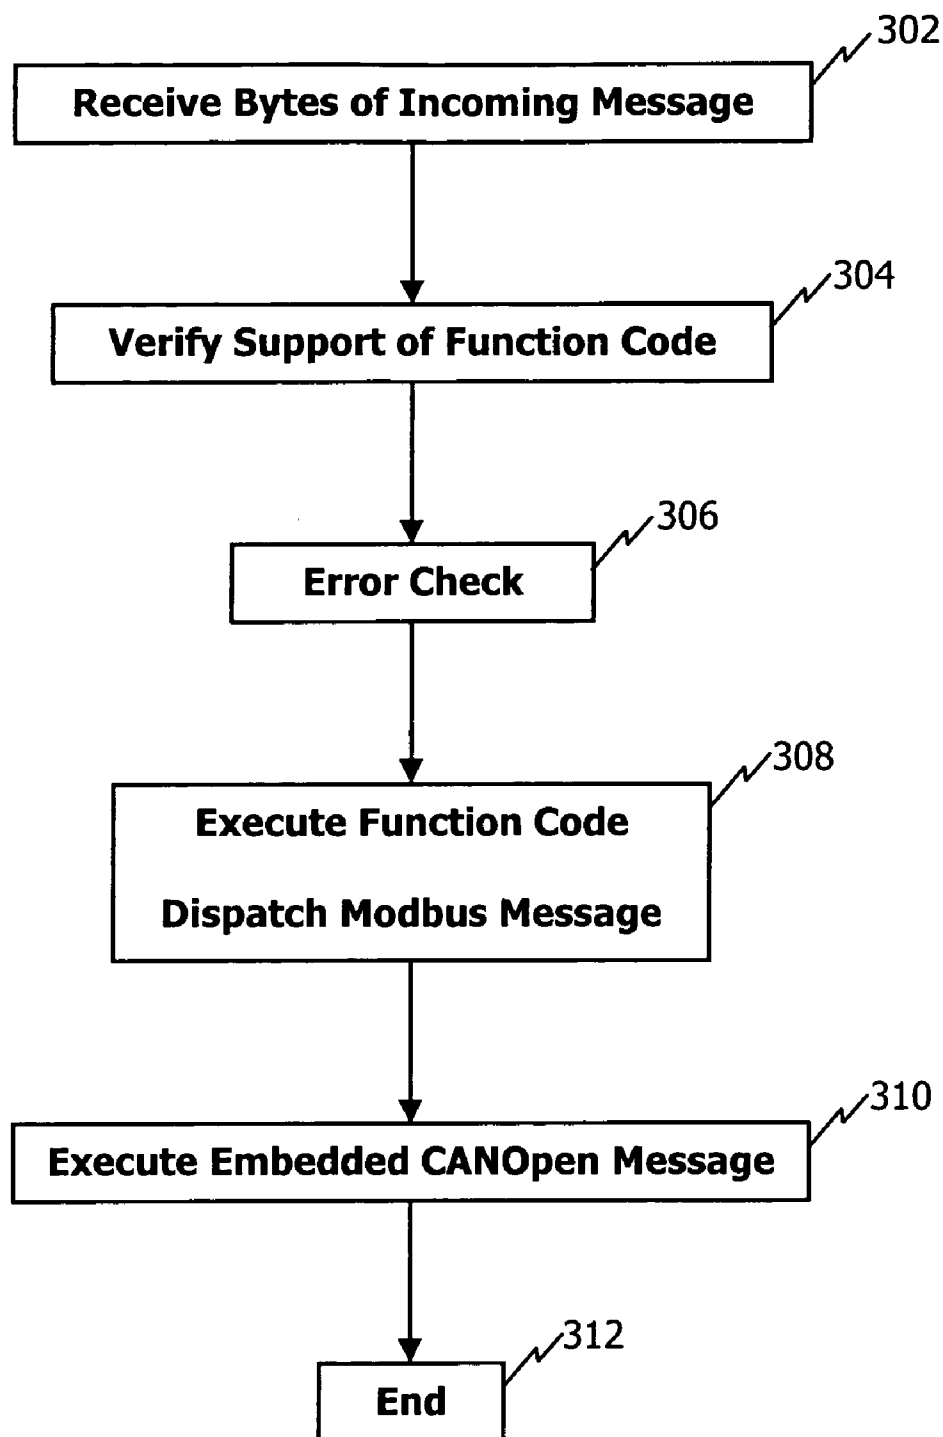 302
Receive Bytes of Incoming Message
304
Verify Support of Function Code
306
Error Check
308
Execute Function Code
Dispatch Modbus Message
310
Execute Embedded CANOpen Message
312
End